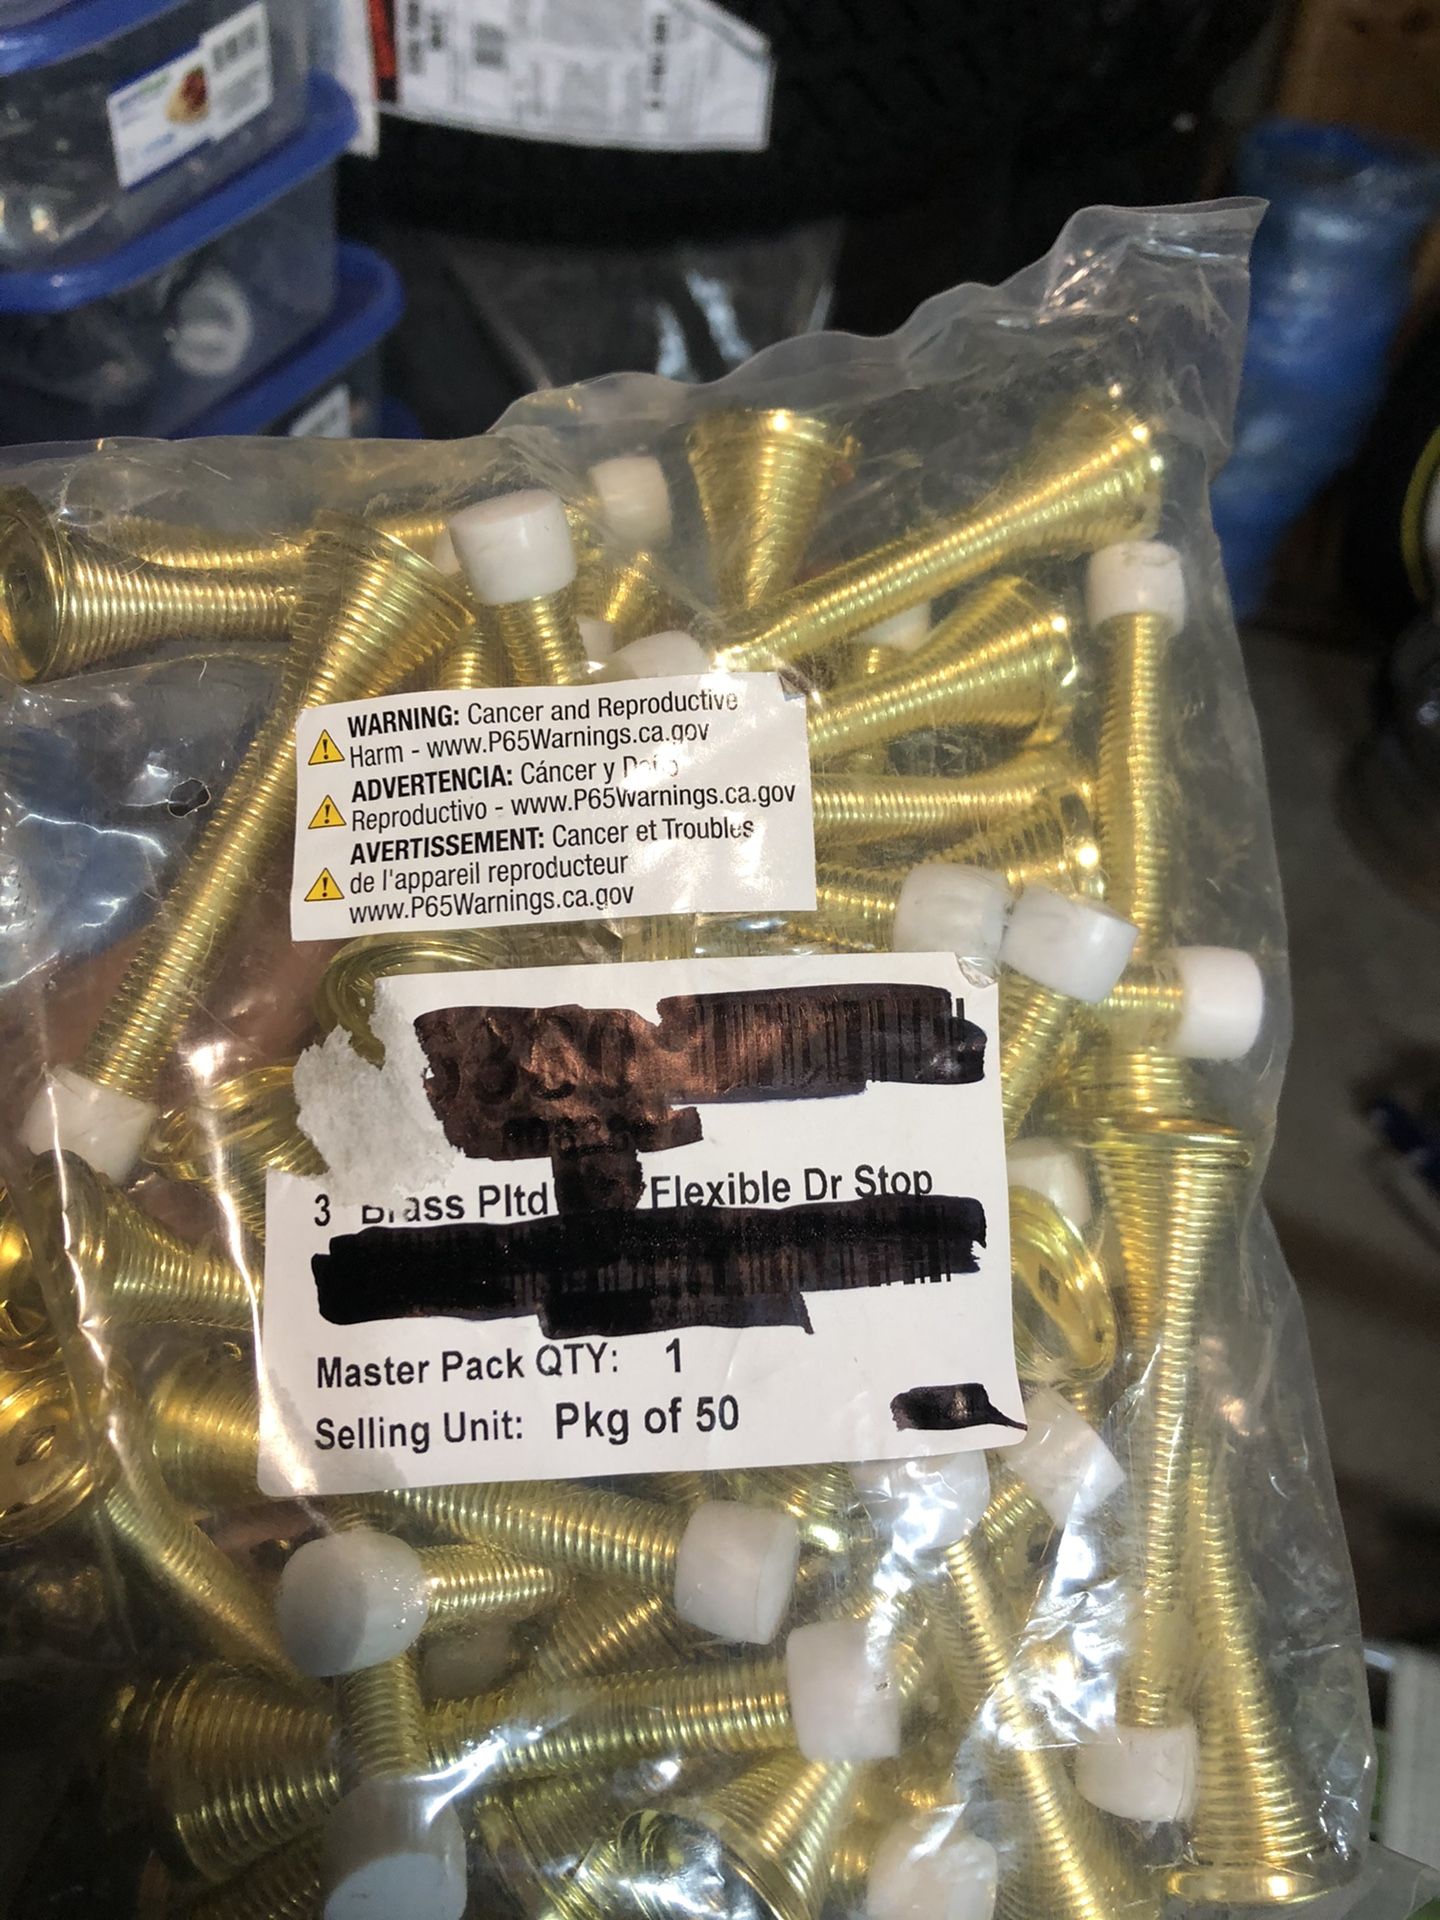 WARNING: Cancer and Reproductive
Harm - www.P65Warnings.ca.gov
ADVERTENCIA: Cáncer y
Reproductivo - www.P65Warnings.ca.gov
AVERTISSEMENT: Cancer et Troubles
de l'appareil reproducteur
www.P65Warnings.ca.gov
3 Brass Pltd Flexible Dr Stop
Master Pack QTY: 1
Selling Unit: Pkg of 50